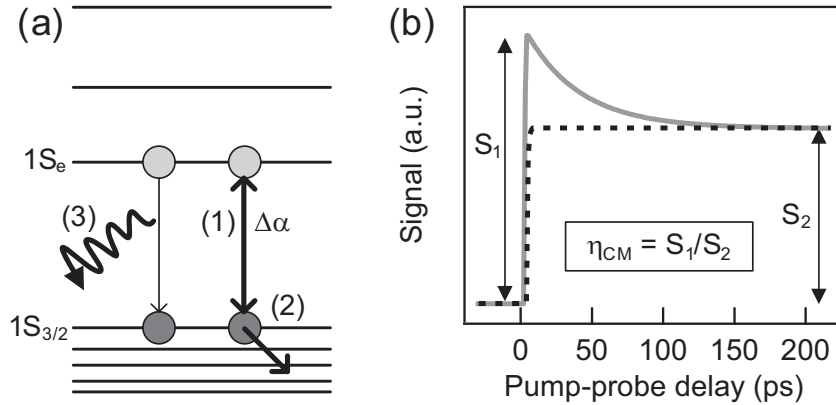 (a)
1Sₑ
(3)
(1)
Δα
(2)
1S₃/₂
(b)
Signal (a.u.)
S₁
S₂
η_CM = S₁/S₂
0 50 100 150 200
Pump-probe delay (ps)